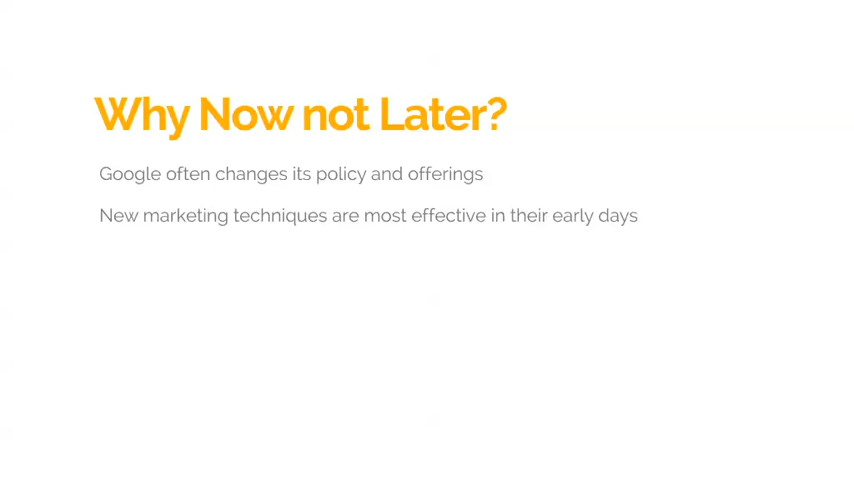 Why Now not Later?
Google often changes its policy and offerings
New marketing techniques are most effective in their early days